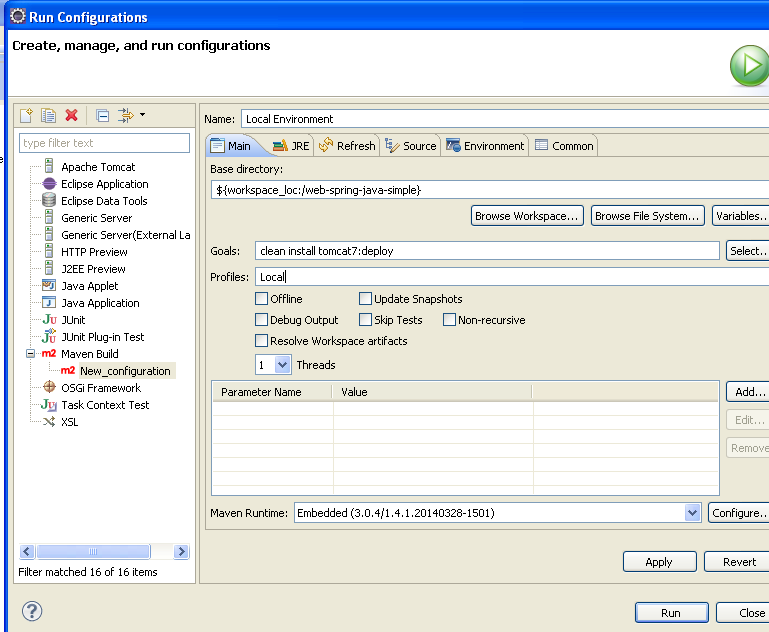 Run Configurations
Create, manage, and run configurations
Name: Local Environment
type filter text
Main JRE Refresh Source Environment Common
Base directory:
${workspace_loc:/web-spring-java-simple}
Browse Workspace... Browse File System... Variables..
Goals: clean install tomcat7:deploy Select..
Profiles: Local
Offline Update Snapshots
Debug Output Skip Tests Non-recursive
Resolve Workspace artifacts
1 Threads
Parameter Name Value Add...
Edit...
Remove
Maven Runtime: Embedded (3.0.4/1.4.1.20140328-1501) Configure..
Apache Tomcat
Eclipse Application
Eclipse Data Tools
Generic Server
Generic Server(External La
HTTP Preview
J2EE Preview
Java Applet
Java Application
Ju JUnit
Ju JUnit Plug-in Test
m2 Maven Build
m2 New_configuration
OSGi Framework
Ju Task Context Test
XSL
Filter matched 16 of 16 items
Apply Revert
? Run Close